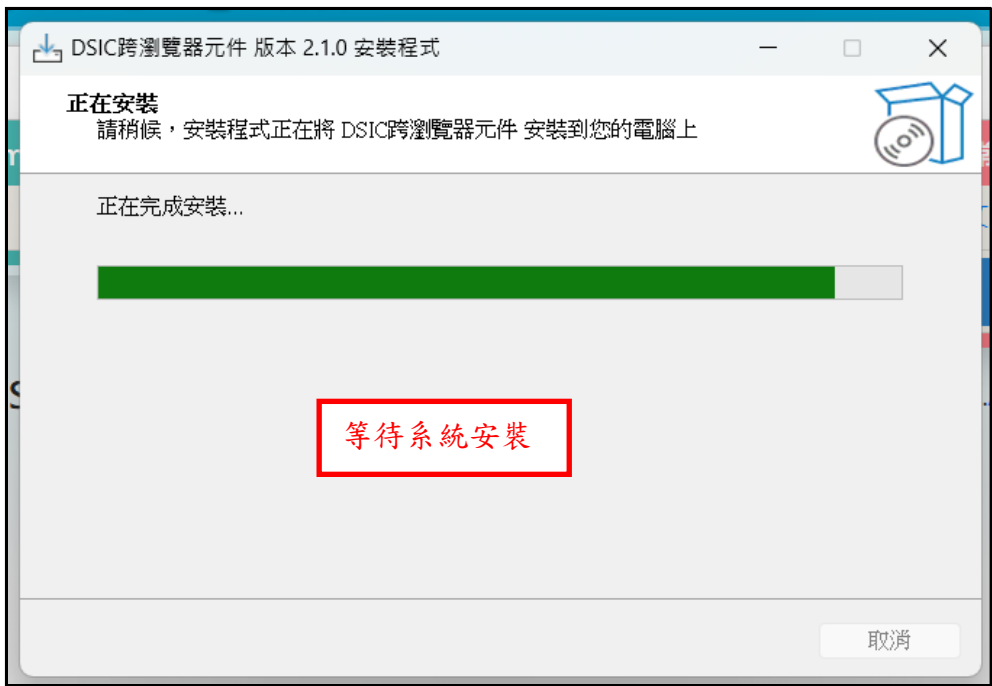 DSIC跨瀏覽器元件 版本 2.1.0 安裝程式
正在安裝
請稍候，安裝程式正在將 DSIC跨瀏覽器元件 安裝到您的電腦上
正在完成安裝...
等待系統安裝
取消